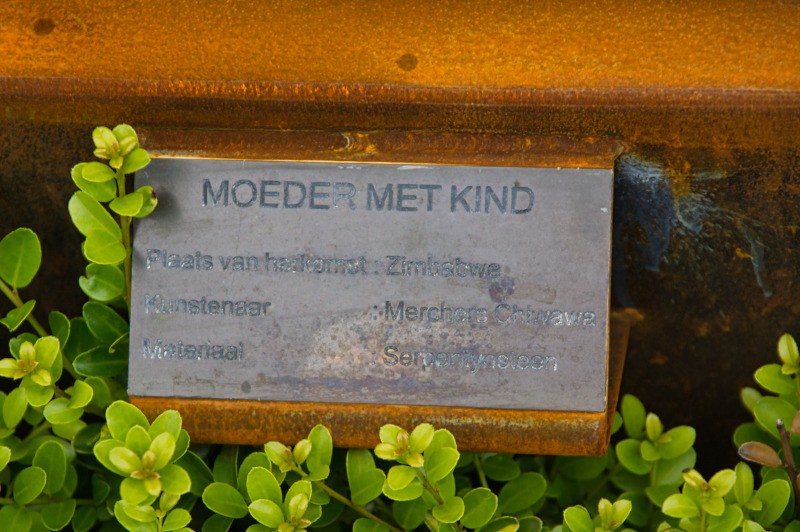 MOEDER MET KIND
Plaats van herkomst : Zimbabwe
Kunstenaar : Merchers Chiwawa
Materiaal Serpentijnsteen